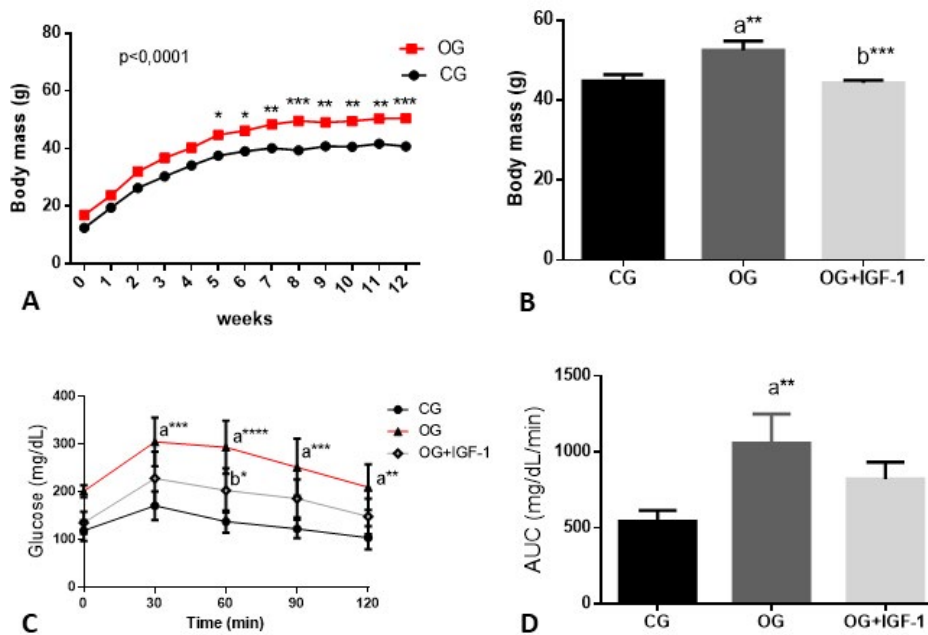 80
60
40
20
0
Body mass (g)
p<0,0001
OG
CG
* * ** *** ** ** ** ***
0 1 2 3 4 5 6 7 8 9 10 11 12
weeks
A
60
40
20
0
Body mass (g)
a**
b***
CG OG OG+IGF-1
B
400
300
200
100
0
Glucose (mg/dL)
CG
OG
OG+IGF-1
a***
a****
a***
a**
b*
0 30 60 90 120
Time (min)
C
1500
1000
500
0
AUC (mg/dL/min)
a**
CG OG OG+IGF-1
D